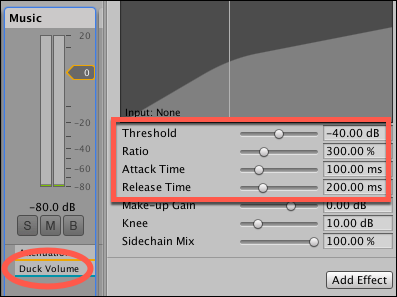 Music
20
0
-20
-40
-60
-80
-80.0 dB
S M B
Attenuation
Duck Volume
Input: None
Threshold -40.00 dB
Ratio 300.00 %
Attack Time 100.00 ms
Release Time 200.00 ms
Make-up Gain 0.00 dB
Knee 10.00 dB
Sidechain Mix 100.00 %
Add Effect